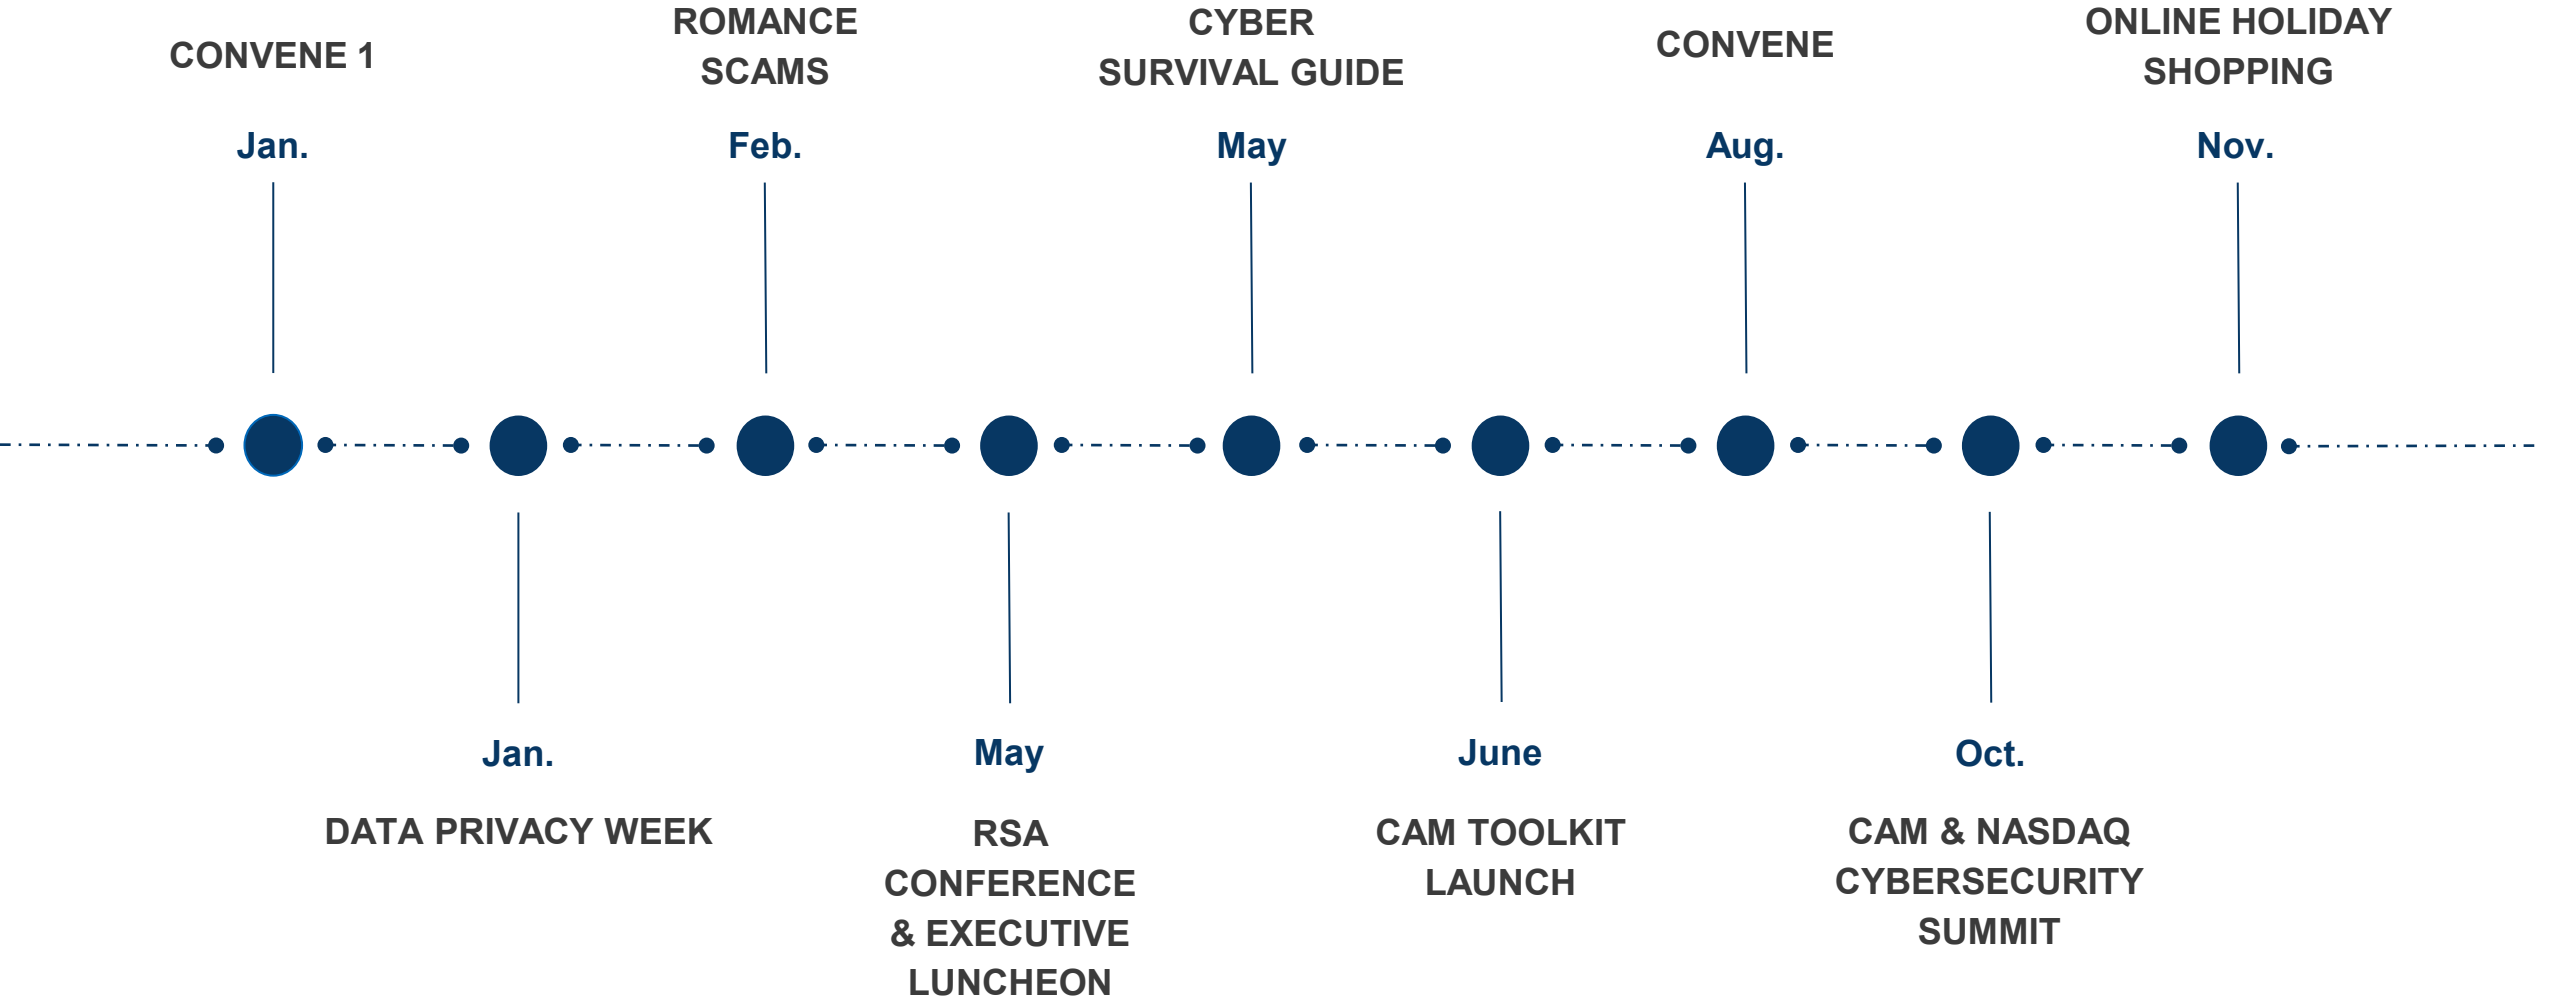 CONVENE 1
Jan.
ROMANCE
SCAMS
Feb.
CYBER
SURVIVAL GUIDE
May
CONVENE
Aug.
ONLINE HOLIDAY
SHOPPING
Nov.
Jan.
DATA PRIVACY WEEK
May
RSA
CONFERENCE
& EXECUTIVE
LUNCHEON
June
CAM TOOLKIT
LAUNCH
Oct.
CAM & NASDAQ
CYBERSECURITY
SUMMIT